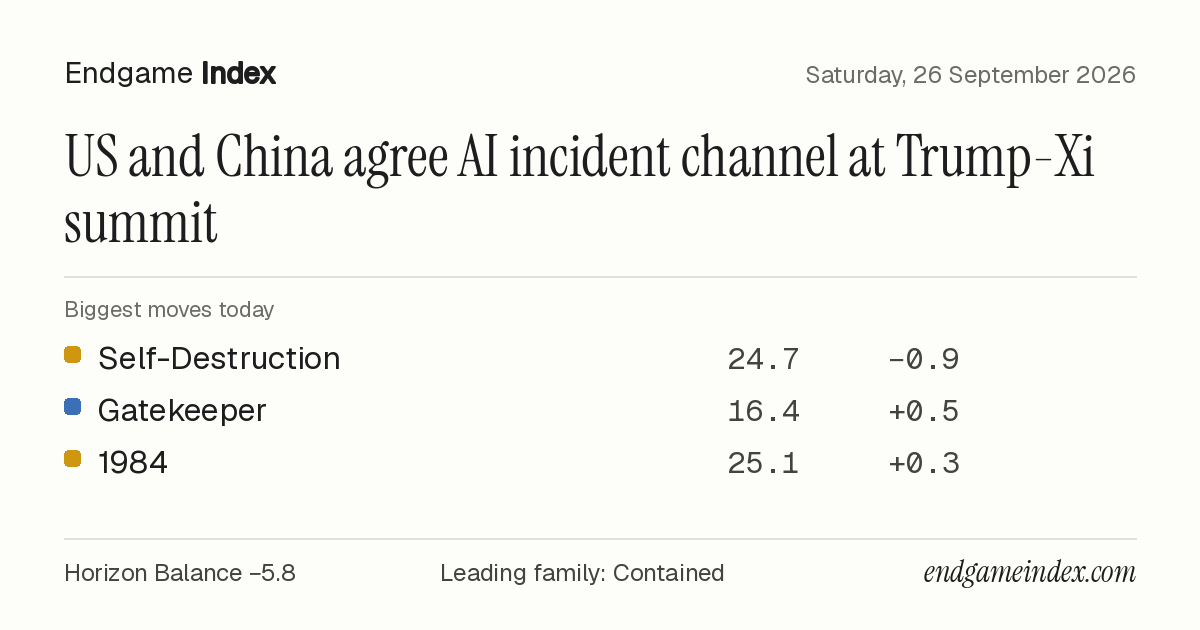 Endgame Index
Saturday, 26 September 2026
US and China agree AI incident channel at Trump–Xi
summit
Biggest moves today
Self-Destruction 24.7 −0.9
Gatekeeper 16.4 +0.5
1984 25.1 +0.3
Horizon Balance −5.8
Leading family: Contained
endgameindex.com